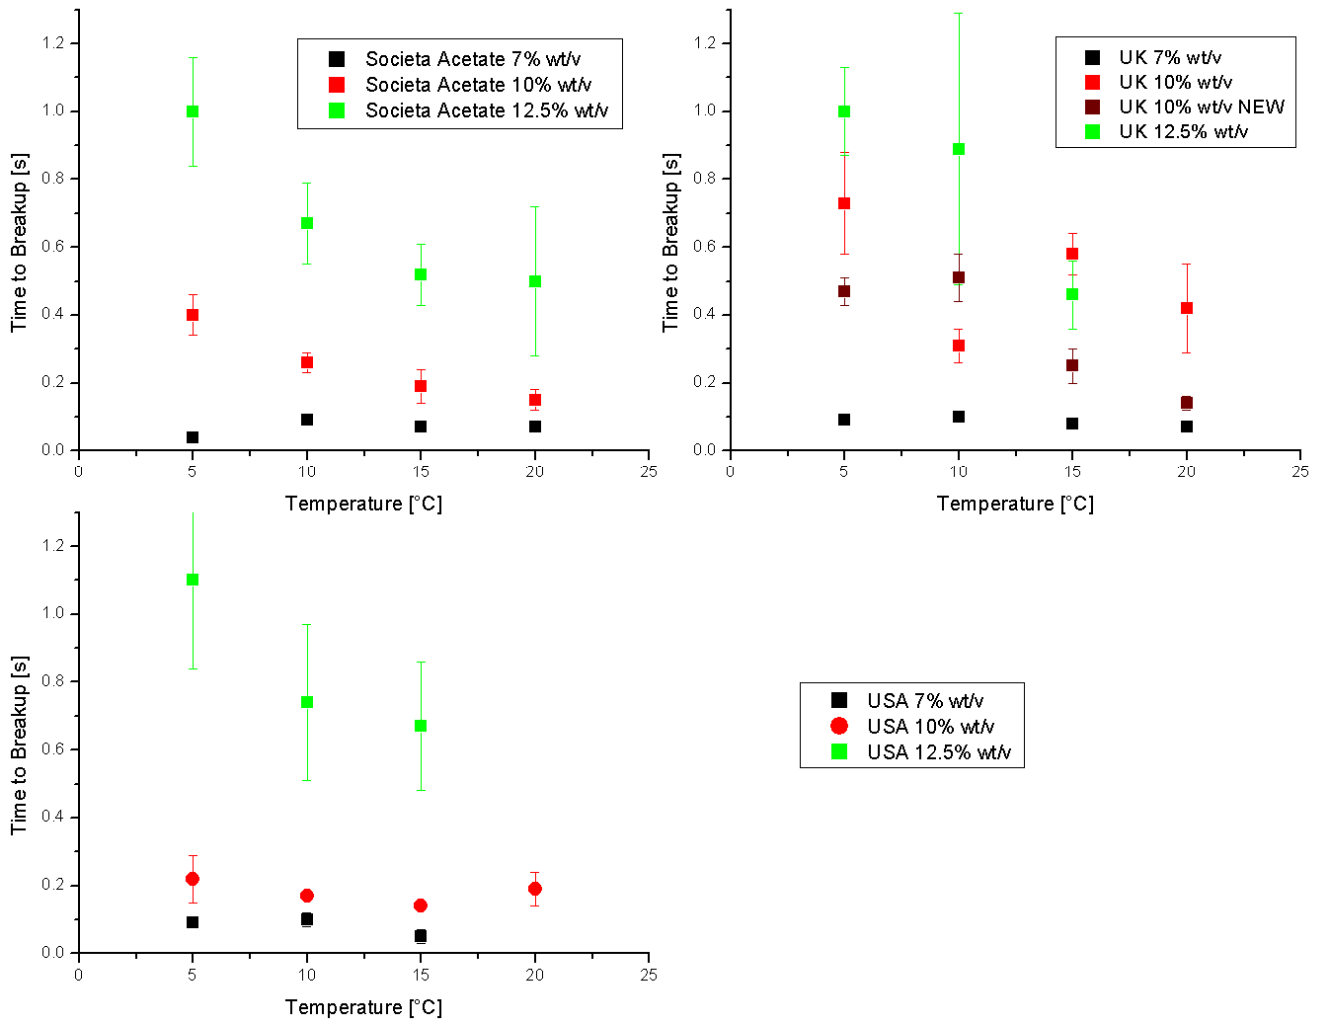 1.2
1.0
0.8
0.6
0.4
0.2
0.0
Time to Breakup [s]
Societa Acetate 7% wt/v
Societa Acetate 10% wt/v
Societa Acetate 12.5% wt/v
0 5 10 15 20 25
Temperature [°C]
1.2
1.0
0.8
0.6
0.4
0.2
0.0
Time to Breakup [s]
UK 7% wt/v
UK 10% wt/v
UK 10% wt/v NEW
UK 12.5% wt/v
0 5 10 15 20 25
Temperature [°C]
1.2
1.0
0.8
0.6
0.4
0.2
0.0
Time to Breakup [s]
0 5 10 15 20 25
Temperature [°C]
USA 7% wt/v
USA 10% wt/v
USA 12.5% wt/v